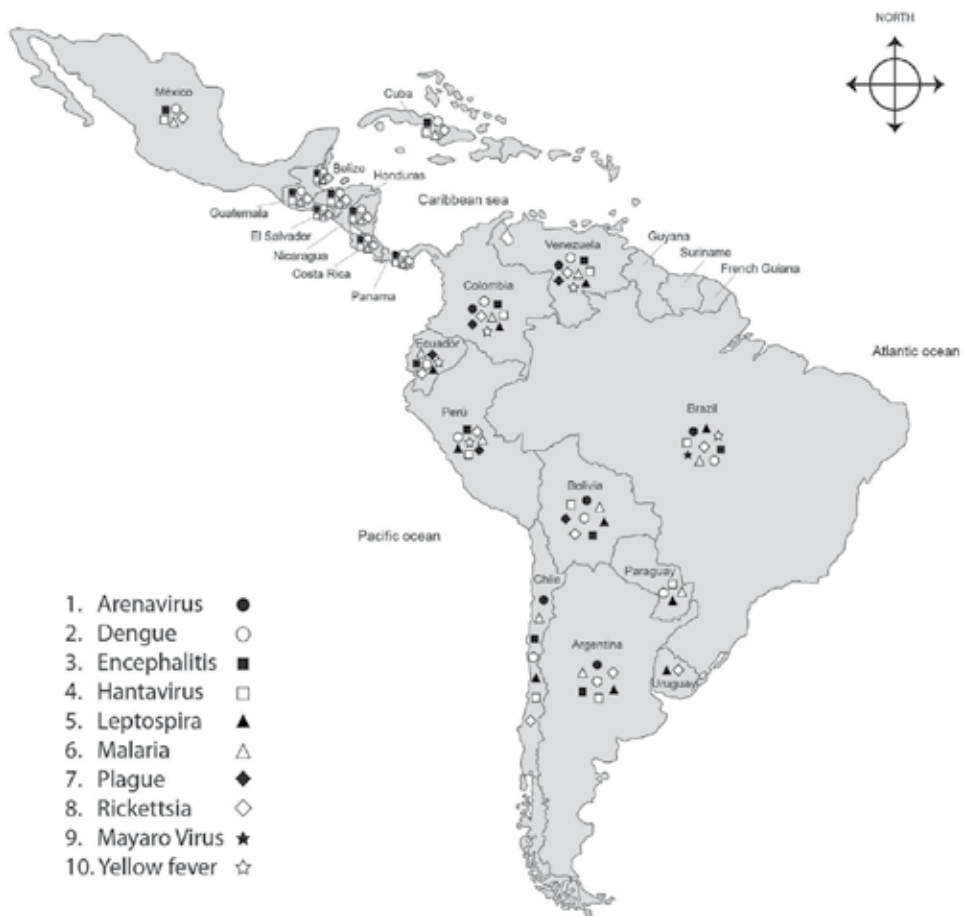 NORTH
México
Cuba
Belize
Honduras
Guatemala
El Salvador
Nicaragua
Costa Rica
Panama
Caribbean sea
Venezuela
Guyana
Suriname
French Guiana
Colombia
Ecuador
Atlantic ocean
Perú
Brazil
Bolivia
Pacific ocean
Paraguay
Chile
Argentina
Uruguay
1. Arenavirus
2. Dengue
3. Encephalitis
4. Hantavirus
5. Leptospira
6. Malaria
7. Plague
8. Rickettsia
9. Mayaro Virus
10. Yellow fever